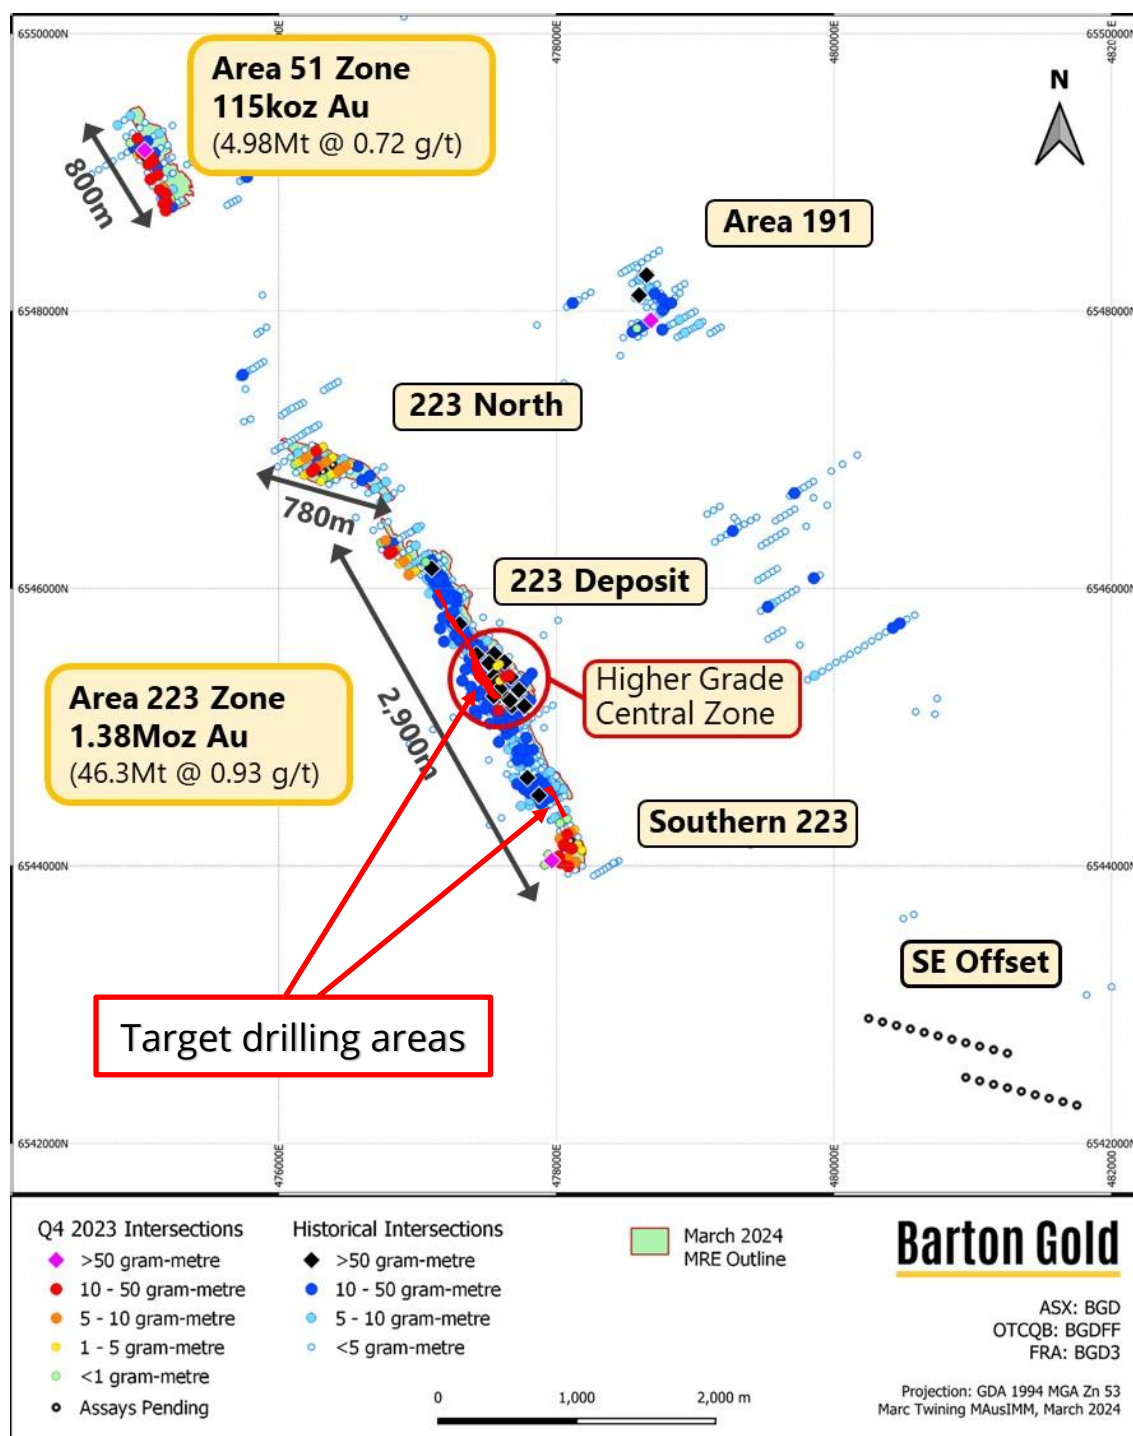 6550000N
478000E
480000E
482000E
6550000N
Area 51 Zone
115koz Au
(4.98Mt @ 0.72 g/t)
N
800m
Area 191
6548000N
6548000N
223 North
780m
223 Deposit
6546000N
6546000N
Higher Grade
Central Zone
Area 223 Zone
1.38Moz Au
(46.3Mt @ 0.93 g/t)
2,900m
Southern 223
6544000N
6544000N
SE Offset
Target drilling areas
6542000N
6542000N
476000E
478000E
480000E
482000E
Q4 2023 Intersections
>50 gram-metre
10 - 50 gram-metre
5 - 10 gram-metre
1 - 5 gram-metre
<1 gram-metre
Assays Pending
Historical Intersections
>50 gram-metre
10 - 50 gram-metre
5 - 10 gram-metre
<5 gram-metre
March 2024
MRE Outline
0 1,000 2,000 m
Barton Gold
ASX: BGD
OTCQB: BGDFF
FRA: BGD3
Projection: GDA 1994 MGA Zn 53
Marc Twining MAusIMM, March 2024